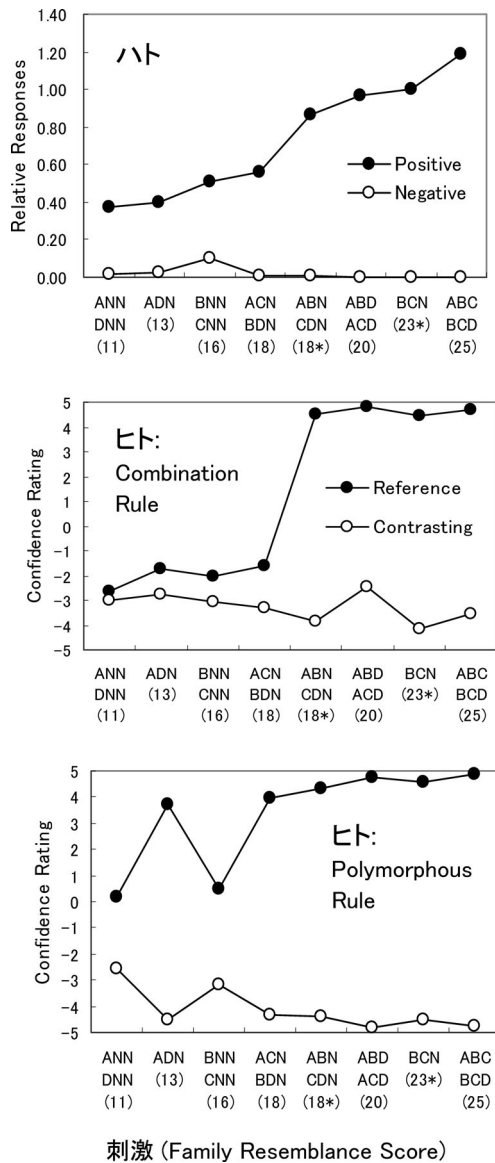 1.40
1.20
1.00
0.80
0.60
0.40
0.20
0.00
Relative Responses
ハト
Positive
Negative
ANN ADN BNN ACN ABN ABD BCN ABC
DNN (13) CNN BDN CDN ACD (23*) BCD
(11) (16) (18) (18*) (20) (25)
5
4
3
2
1
0
-1
-2
-3
-4
-5
Confidence Rating
ヒト:
Combination
Rule
Reference
Contrasting
ANN ADN BNN ACN ABN ABD BCN ABC
DNN (13) CNN BDN CDN ACD (23*) BCD
(11) (16) (18) (18*) (20) (25)
5
4
3
2
1
0
-1
-2
-3
-4
-5
Confidence Rating
ヒト:
Polymorphous
Rule
ANN ADN BNN ACN ABN ABD BCN ABC
DNN (13) CNN BDN CDN ACD (23*) BCD
(11) (16) (18) (18*) (20) (25)
刺激 (Family Resemblance Score)